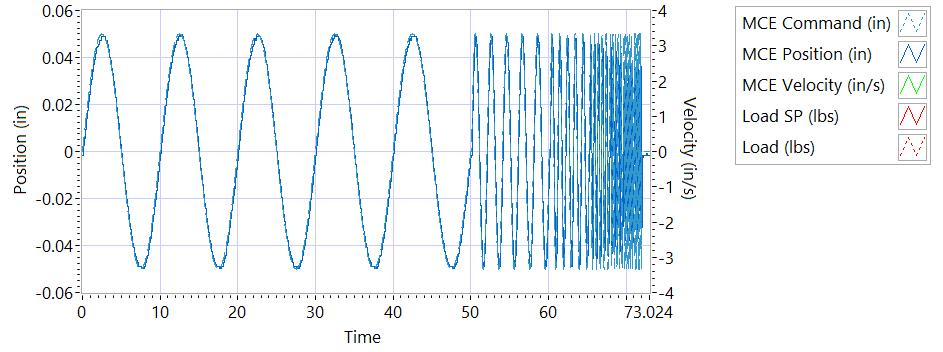 0.06
0.04
0.02
0
-0.02
-0.04
-0.06
Position (in)
4
3
2
1
0
-1
-2
-3
-4
Velocity (in/s)
0 10 20 30 40 50 60 73.024
Time
MCE Command (in)
MCE Position (in)
MCE Velocity (in/s)
Load SP (lbs)
Load (lbs)